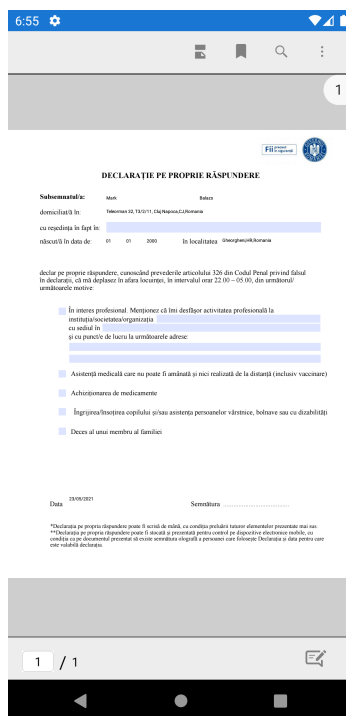 6:55
1
Fii prezent în siguranță
DECLARAȚIE PE PROPRIE RĂSPUNDERE
Subsemnatul/a: Mark Balazs
domiciliat/ă în: Teleorman 32, T3/2/11, Cluj Napoca,CJ,Romania
cu reședința în fapt în:
născut/ă în data de: 01 01 2000 în localitatea Gheorgheni,HR,Romania
declar pe proprie răspundere, cunoscând prevederile articolului 326 din Codul Penal privind falsul
în declarații, că mă deplasez în afara locuinței, în intervalul orar 22.00 – 05.00, din următorul/
următoarele motive:
În interes profesional. Menționez că îmi desfășor activitatea profesională la
instituția/societatea/organizația
cu sediul în
și cu punct/e de lucru la următoarele adrese:
Asistență medicală care nu poate fi amânată și nici realizată de la distanță (inclusiv vaccinare)
Achiziționarea de medicamente
Îngrijirea/însoțirea copilului și/sau asistența persoanelor vârstnice, bolnave sau cu dizabilități
Deces al unui membru al familiei
Data 23/05/2021 Semnătura ....................................
*Declarația pe propria răspundere poate fi scrisă de mână, cu condiția preluării tuturor elementelor prezentate mai sus.
**Declarația pe propria răspundere poate fi stocată și prezentată pentru control pe dispozitive electronice mobile, cu
condiția ca pe documentul prezentat să existe semnătura olografă a persoanei care folosește Declarația și data pentru care
este valabilă declarația.
1 / 1